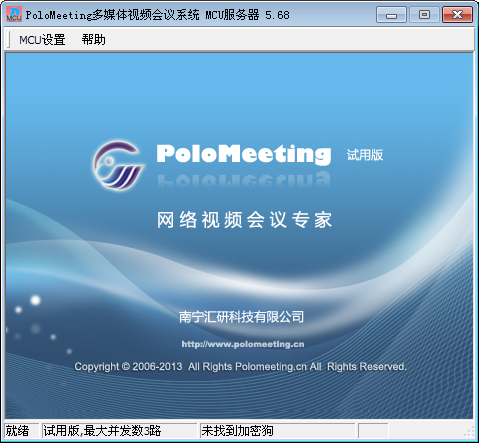 MCU PoloMeeting多媒体视频会议系统 MCU服务器 5.68
MCU设置 帮助
PoloMeeting 试用版
网络视频会议专家
南宁汇研科技有限公司
http://www.polomeeting.cn
Copyright © 2006-2013 All Rights Polomeeting.cn All Rights Reserved.
就绪 试用版,最大并发数3路 未找到加密狗